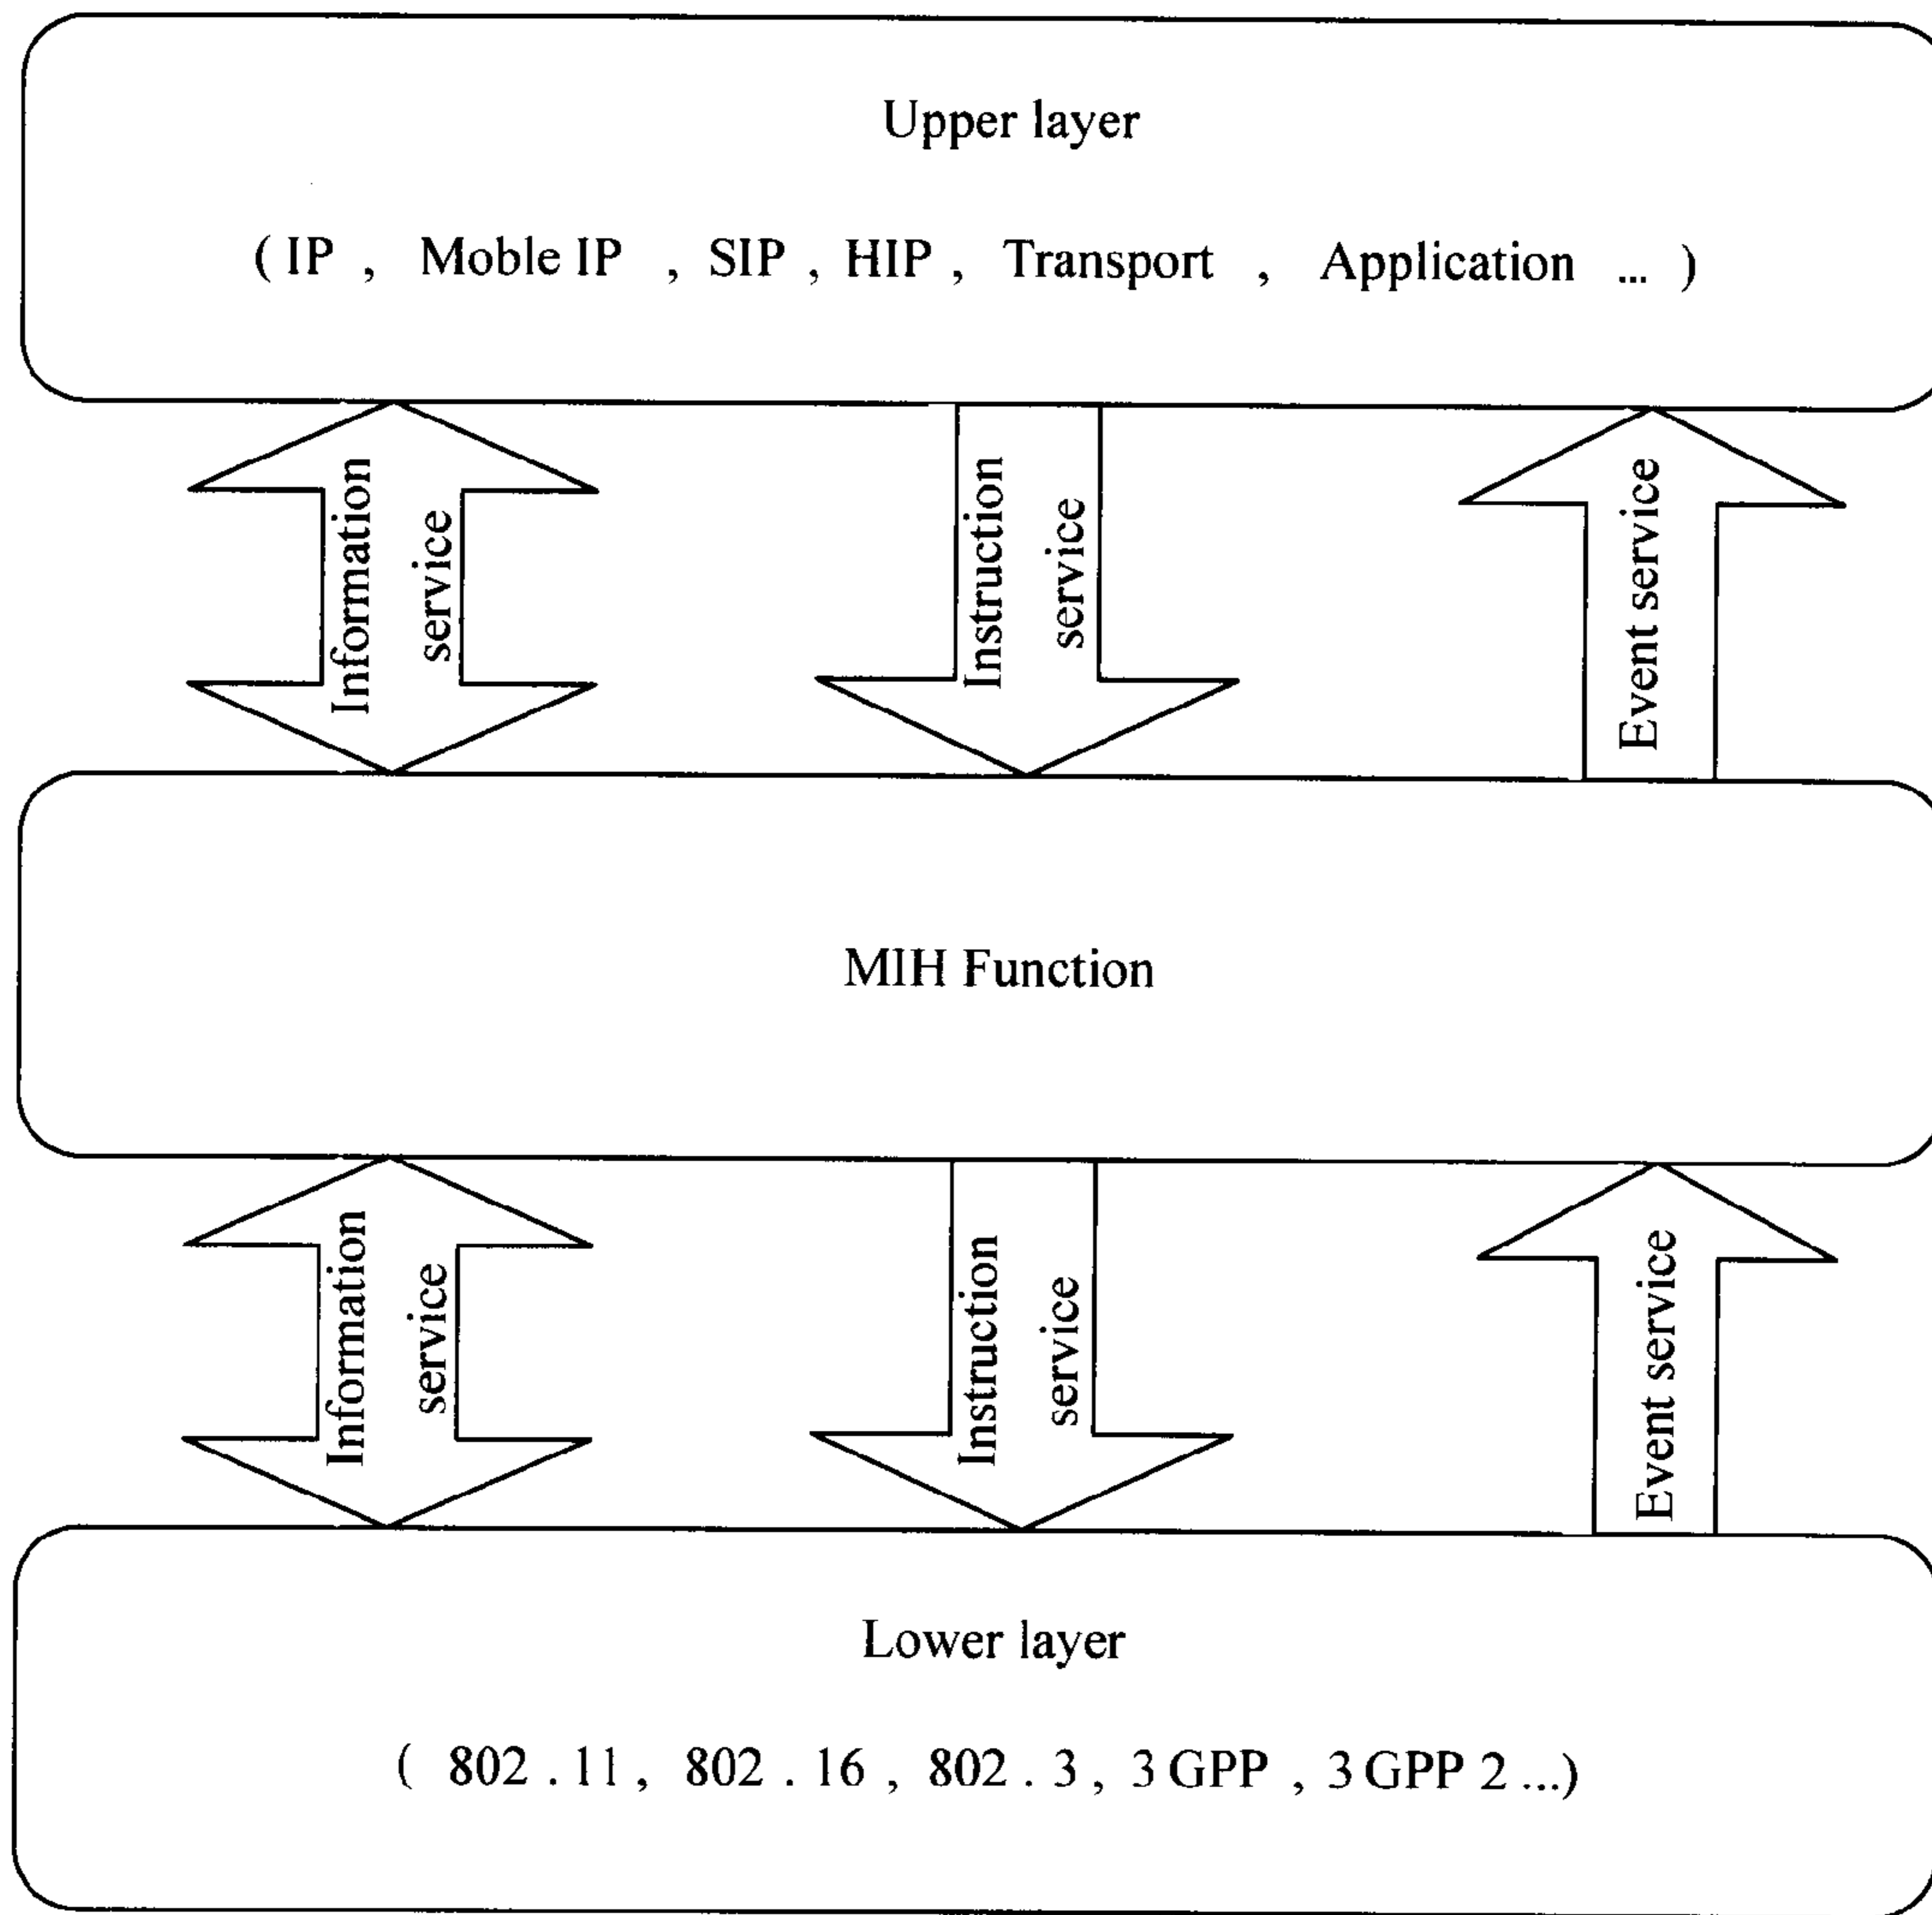 Upper layer
( IP , Moble IP , SIP , HIP , Transport , Application ... )
Information
service
Instruction
service
Event service
MIH Function
Information
service
Instruction
service
Event service
Lower layer
( 802 . 11 , 802 . 16 , 802 . 3 , 3 GPP , 3 GPP 2 ...)